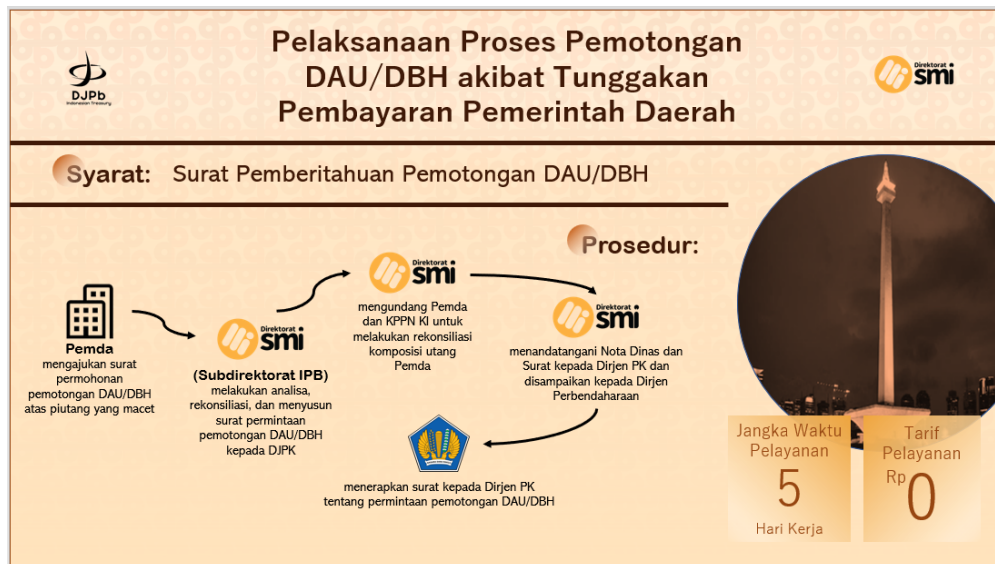 Pelaksanaan Proses Pemotongan
DAU/DBH akibat Tunggakan
Pembayaran Pemerintah Daerah
DJPb
Indonesian Treasury
Direktorat
smi
Syarat: Surat Pemberitahuan Pemotongan DAU/DBH
Prosedur:
Pemda
mengajukan surat
permohonan
pemotongan DAU/DBH
atas piutang yang macet
Direktorat
smi
(Subdirektorat IPB)
melakukan analisa,
rekonsiliasi, dan menyusun
surat permintaan
pemotongan DAU/DBH
kepada DJPK
Direktorat
smi
mengundang Pemda
dan KPPN KI untuk
melakukan rekonsiliasi
komposisi utang
Pemda
Direktorat
smi
menandatangani Nota Dinas dan
Surat kepada Dirjen PK dan
disampaikan kepada Dirjen
Perbendaharaan
menerapkan surat kepada Dirjen PK
tentang permintaan pemotongan DAU/DBH
Jangka Waktu
Pelayanan
5
Hari Kerja
Tarif
Pelayanan
Rp 0